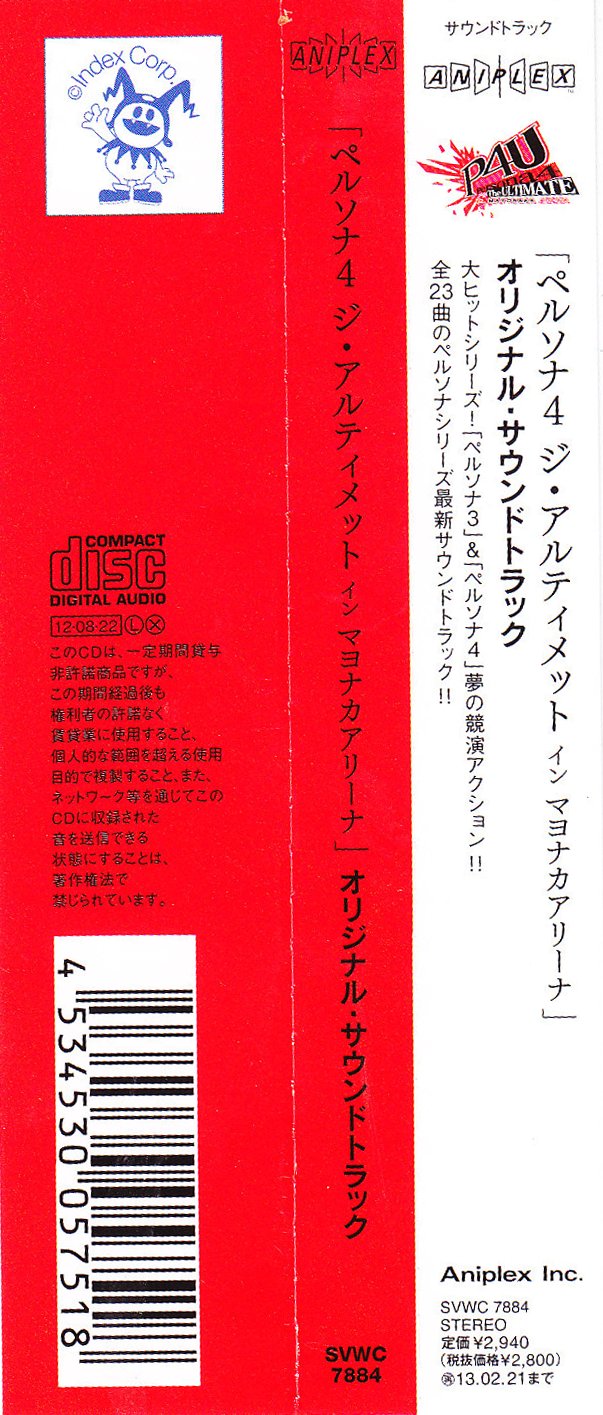 ©Index Corp.
COMPACT
disc
DIGITAL AUDIO
12・08・22 Ⓛ Ⓧ
このCDは、一定期間貸与
非許諾商品ですが、
この期間経過後も
権利者の許諾なく
賃貸業に使用すること、
個人的な範囲を超える使用
目的で複製すること、また、
ネットワーク等を通じてこの
CDに収録された
音を送信できる
状態にすることは、
著作権法で
禁じられています。
4 534530 057518
ANIPLEX
「ペルソナ4 ジ・アルティメット イン マヨナカアリーナ」 オリジナル・サウンドトラック
SVWC
7884
サウンドトラック
ANIPLEX
P4U
PERSONA4
The ULTIMATE
「ペルソナ4 ジ・アルティメット イン マヨナカアリーナ」
オリジナル・サウンドトラック
大ヒットシリーズ!「ペルソナ3」&「ペルソナ4」夢の競演アクション!!
全23曲のペルソナシリーズ最新サウンドトラック!!
Aniplex Inc.
SVWC 7884
STEREO
定価¥2,940
(税抜価格¥2,800)
㊢13.02.21まで